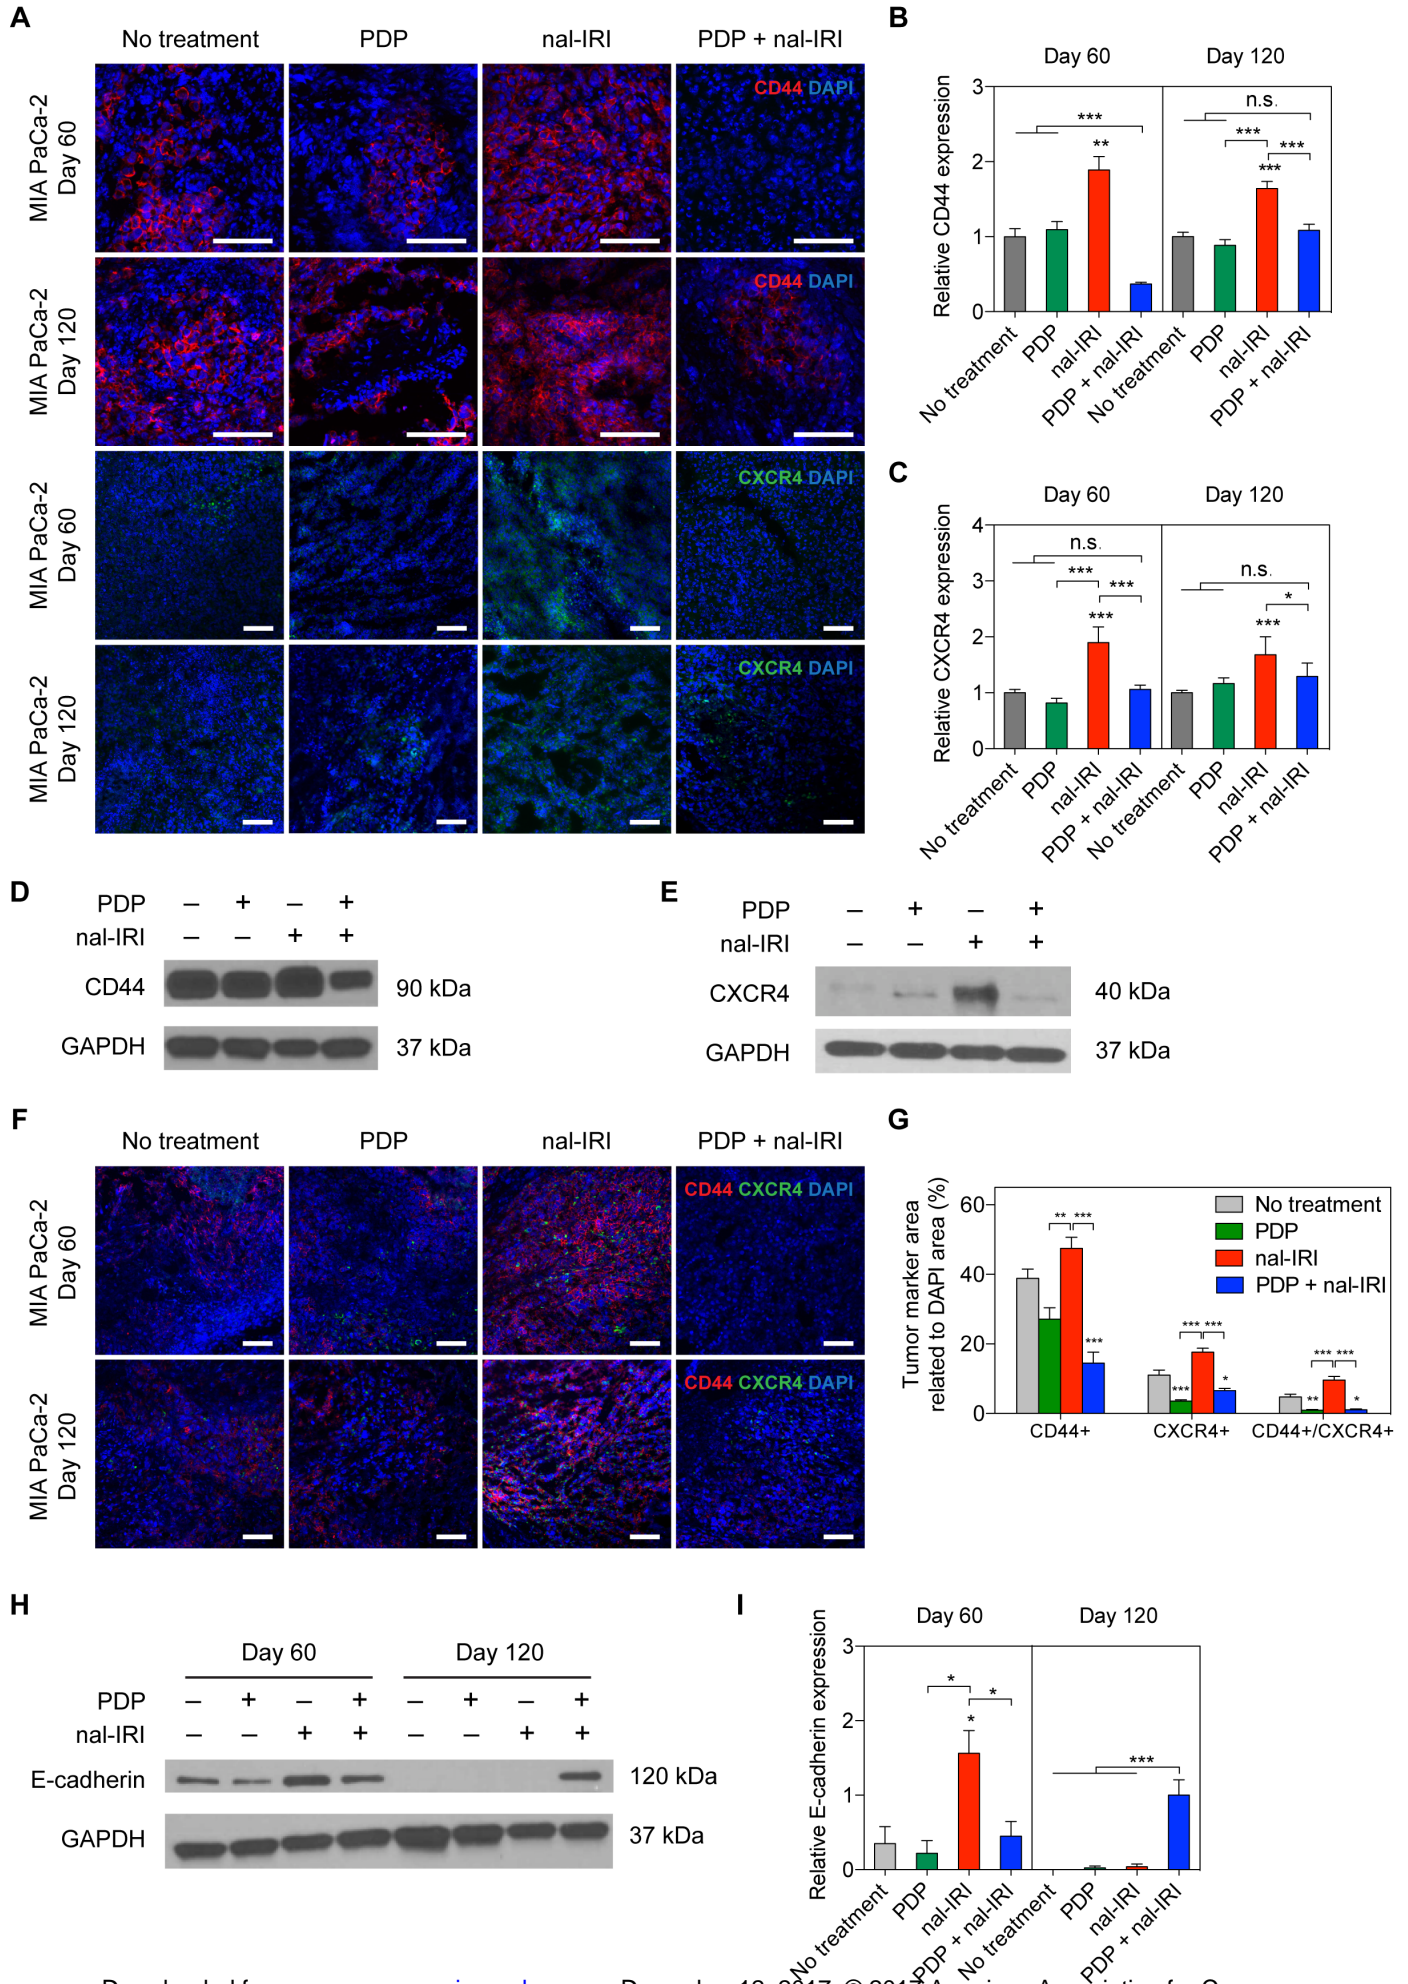 A
No treatment PDP nal-IRI PDP + nal-IRI
MIA PaCa-2
Day 60
CD44 DAPI
MIA PaCa-2
Day 120
CD44 DAPI
MIA PaCa-2
Day 60
CXCR4 DAPI
MIA PaCa-2
Day 120
CXCR4 DAPI
B
Day 60 Day 120
Relative CD44 expression
3
2
1
0
*** ** n.s. *** *** ***
No treatment PDP nal-IRI PDP + nal-IRI No treatment PDP nal-IRI PDP + nal-IRI
C
Day 60 Day 120
Relative CXCR4 expression
4
3
2
1
0
n.s. *** *** *** n.s. * ***
No treatment PDP nal-IRI PDP + nal-IRI No treatment PDP nal-IRI PDP + nal-IRI
D
PDP – + – +
nal-IRI – – + +
CD44 90 kDa
GAPDH 37 kDa
E
PDP – + – +
nal-IRI – – + +
CXCR4 40 kDa
GAPDH 37 kDa
F
No treatment PDP nal-IRI PDP + nal-IRI
MIA PaCa-2
Day 60
CD44 CXCR4 DAPI
MIA PaCa-2
Day 120
CD44 CXCR4 DAPI
G
Tumor marker area
related to DAPI area (%)
60
40
20
0
No treatment
PDP
nal-IRI
PDP + nal-IRI
** *** ***
*** *** *** *
*** *** ** *
CD44+ CXCR4+ CD44+/CXCR4+
H
Day 60 Day 120
PDP – + – + – + – +
nal-IRI – – + + – – + +
E-cadherin 120 kDa
GAPDH 37 kDa
I
Day 60 Day 120
Relative E-cadherin expression
3
2
1
0
* * * ***
No treatment PDP nal-IRI PDP + nal-IRI No treatment PDP nal-IRI PDP + nal-IRI